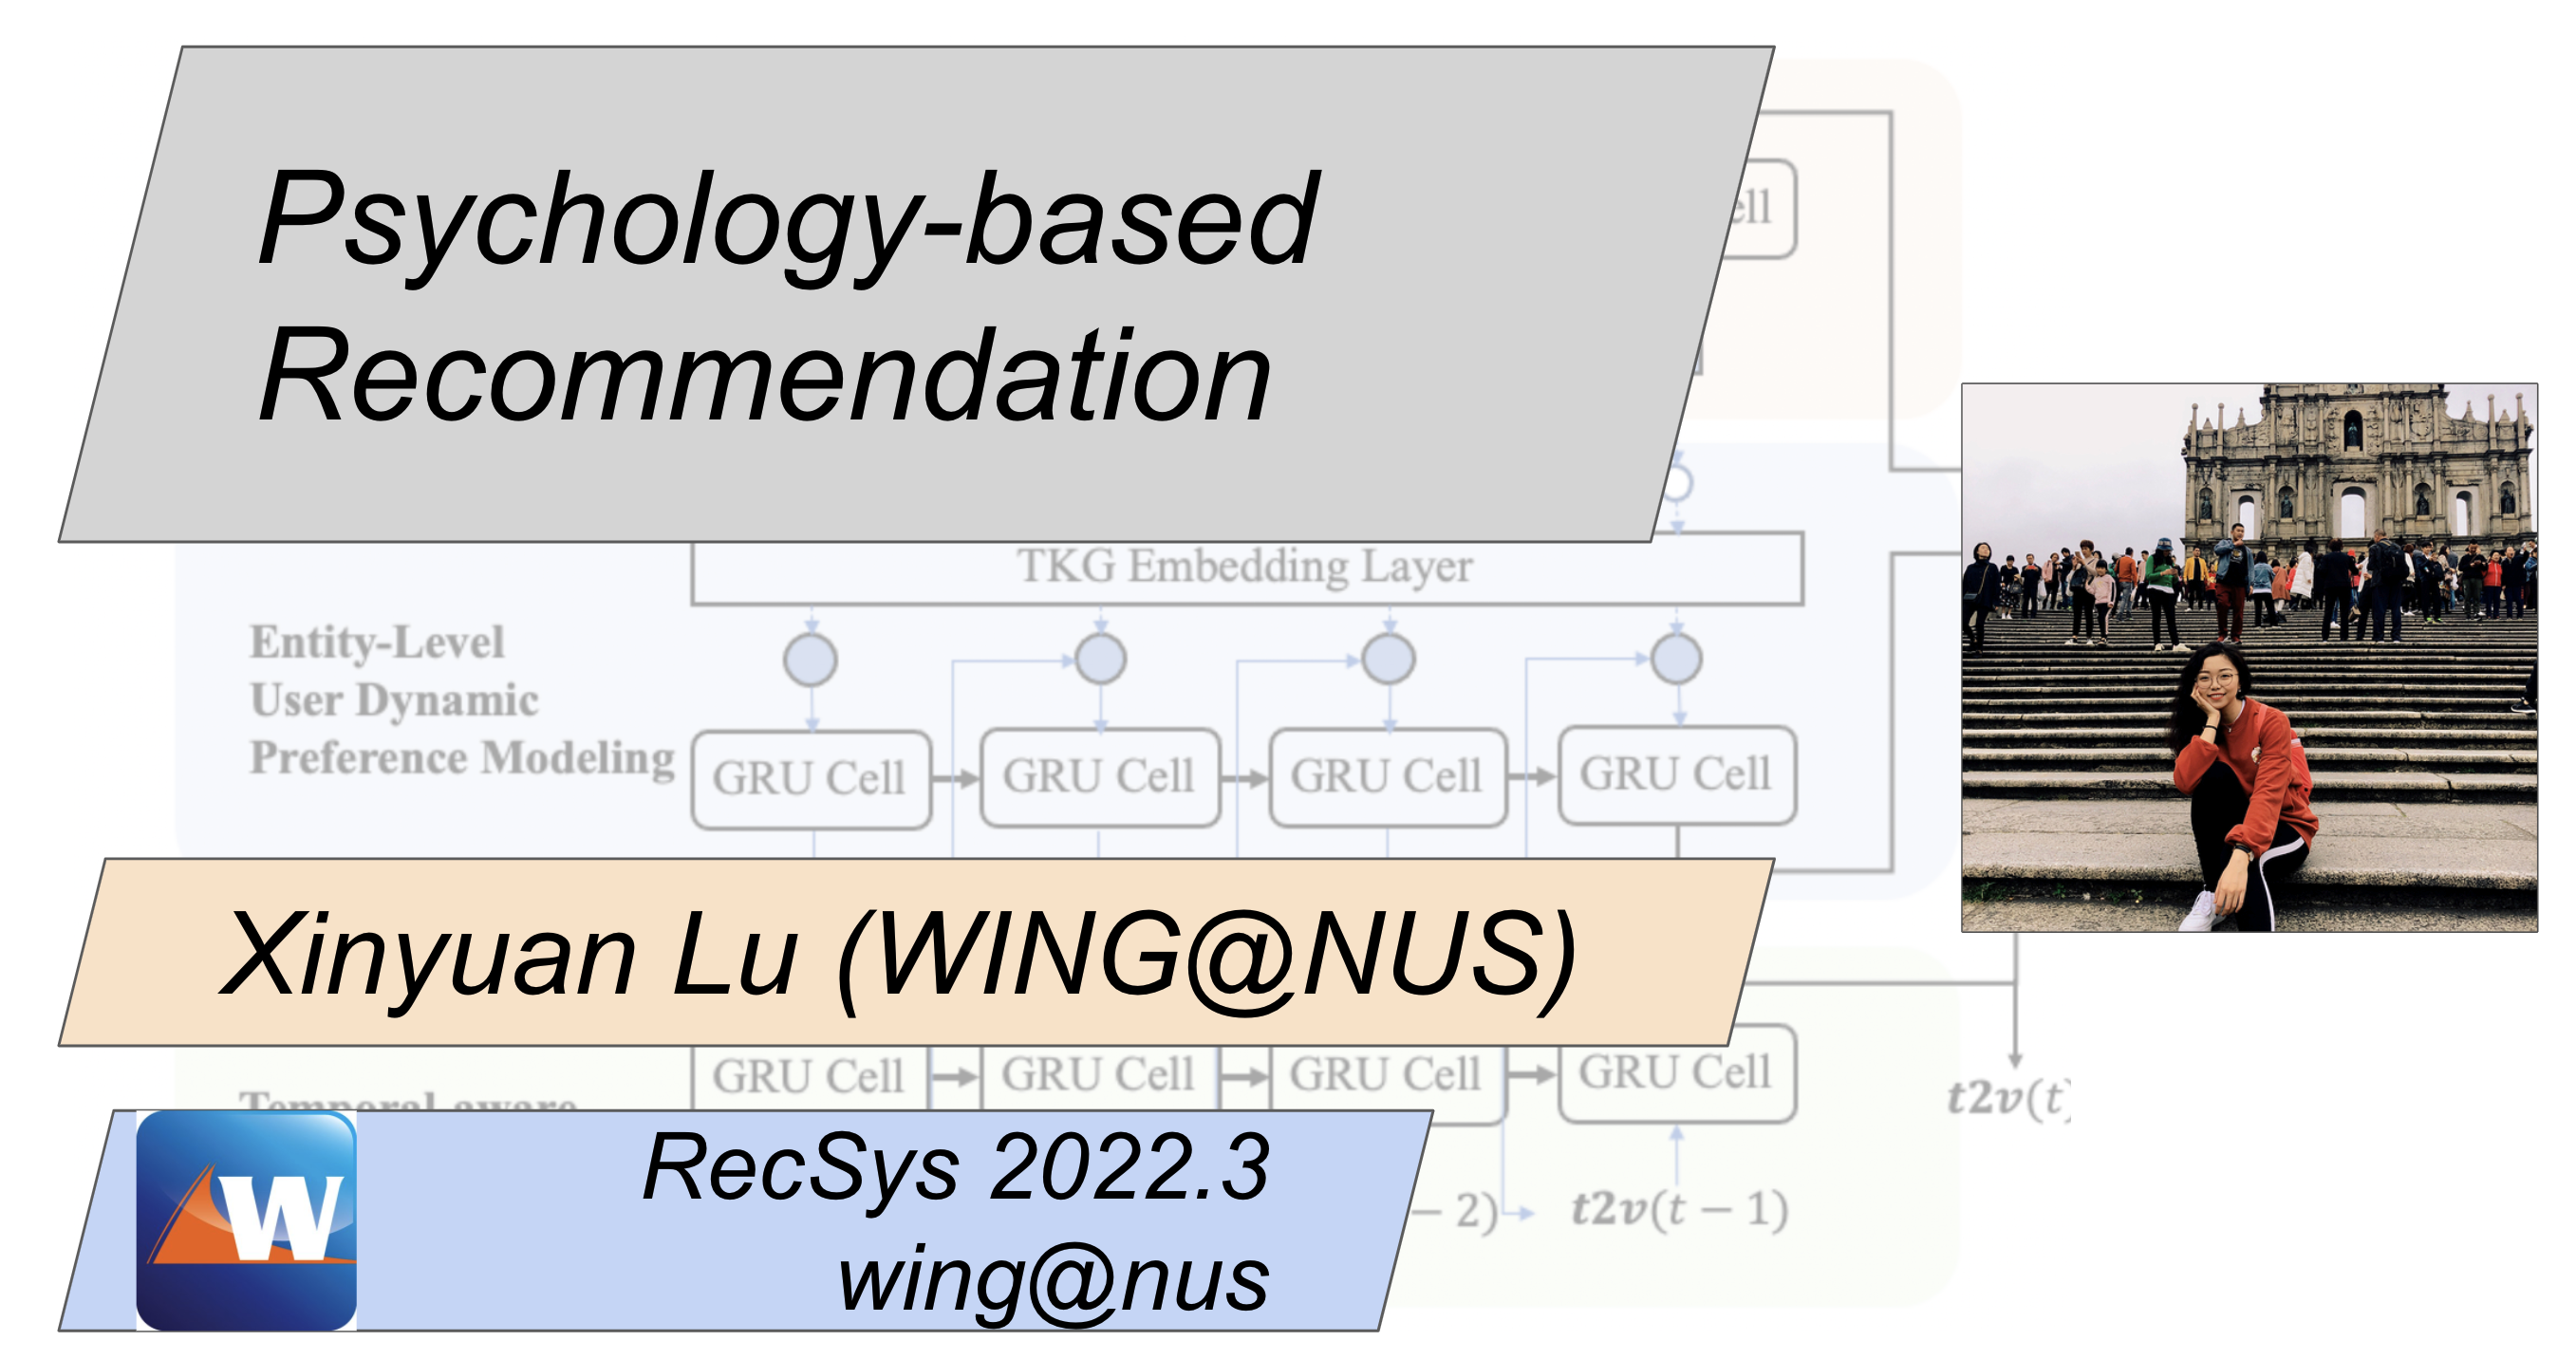 Psychology-based
Recommendation
TKG Embedding Layer
Entity-Level
User Dynamic
Preference Modeling
GRU Cell
GRU Cell
GRU Cell
GRU Cell
Xinyuan Lu (WING@NUS)
GRU Cell
GRU Cell
GRU Cell
GRU Cell
t2v(t)
Temporal-aware
W
RecSys 2022.3
wing@nus
− 2)
t2v(t − 1)